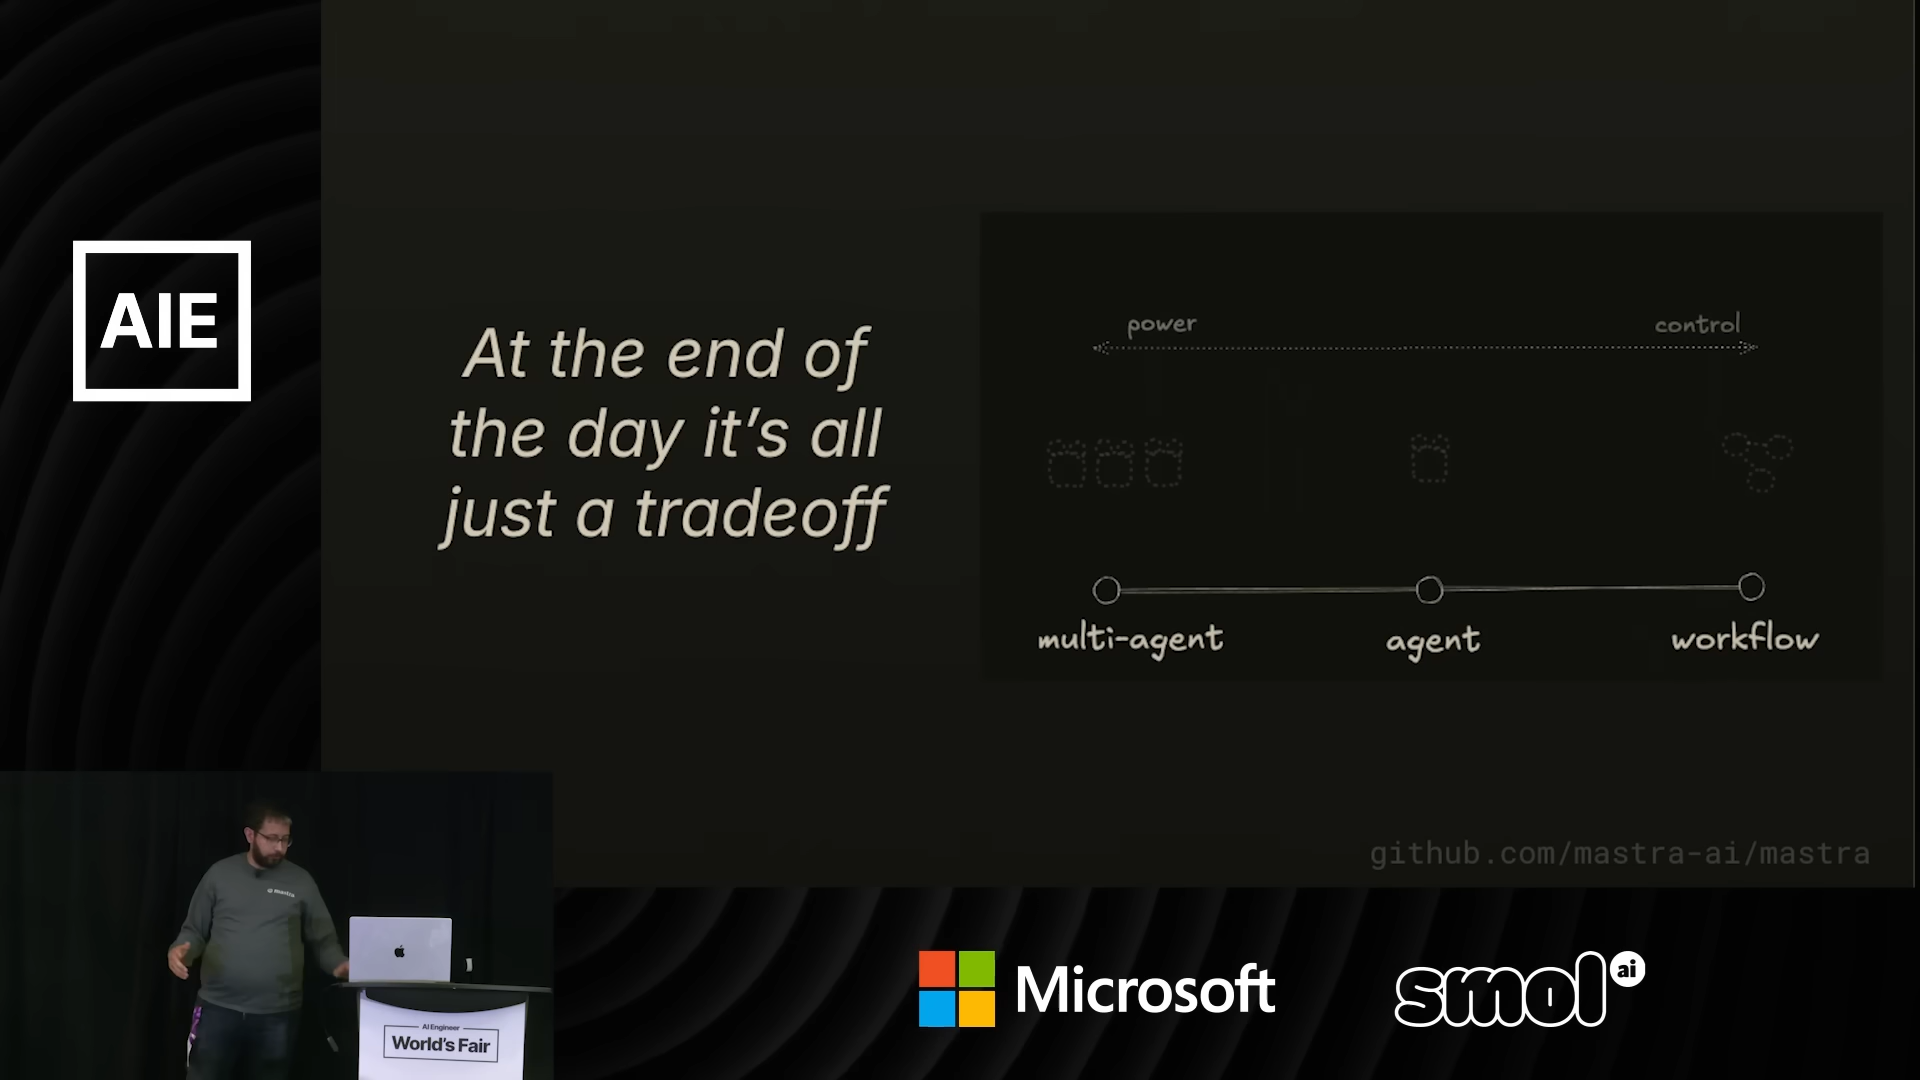 AIE
At the end of
the day it’s all
just a tradeoff
power
control
multi-agent
agent
workflow
github.com/mastra-ai/mastra
mastra
AI Engineer
World's Fair
Microsoft
smol ai